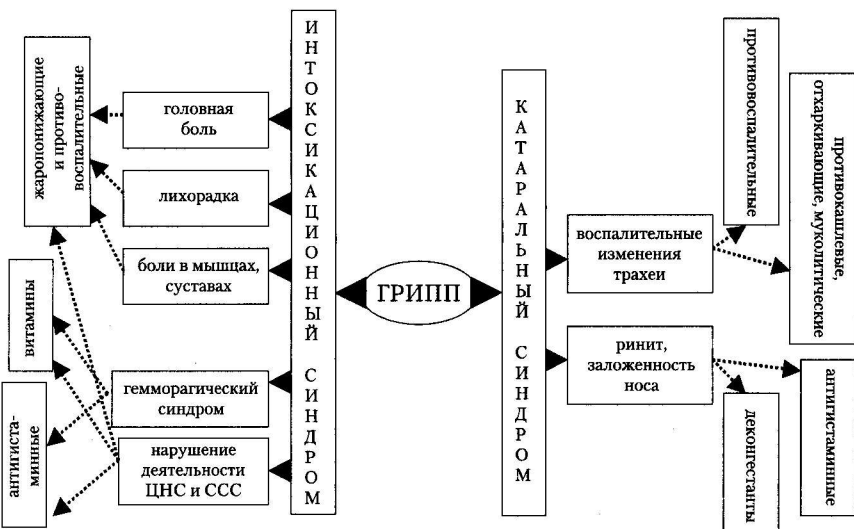 жаропонижающие
и противо-
воспалительные
головная
боль
лихорадка
боли в мышцах,
суставах
витамины
антигиста-
минные
гемморагический
синдром
нарушение
деятельности
ЦНС и ССС
ИНТОКСИКАЦИОННЫЙ СИНДРОМ
ГРИПП
КАТАРАЛЬНЫЙ СИНДРОМ
воспалительные
изменения
трахеи
ринит,
заложенность
носа
противовоспалительные
противокашлевые,
отхаркивающие, муколитические
деконгестанты
антигистаминные